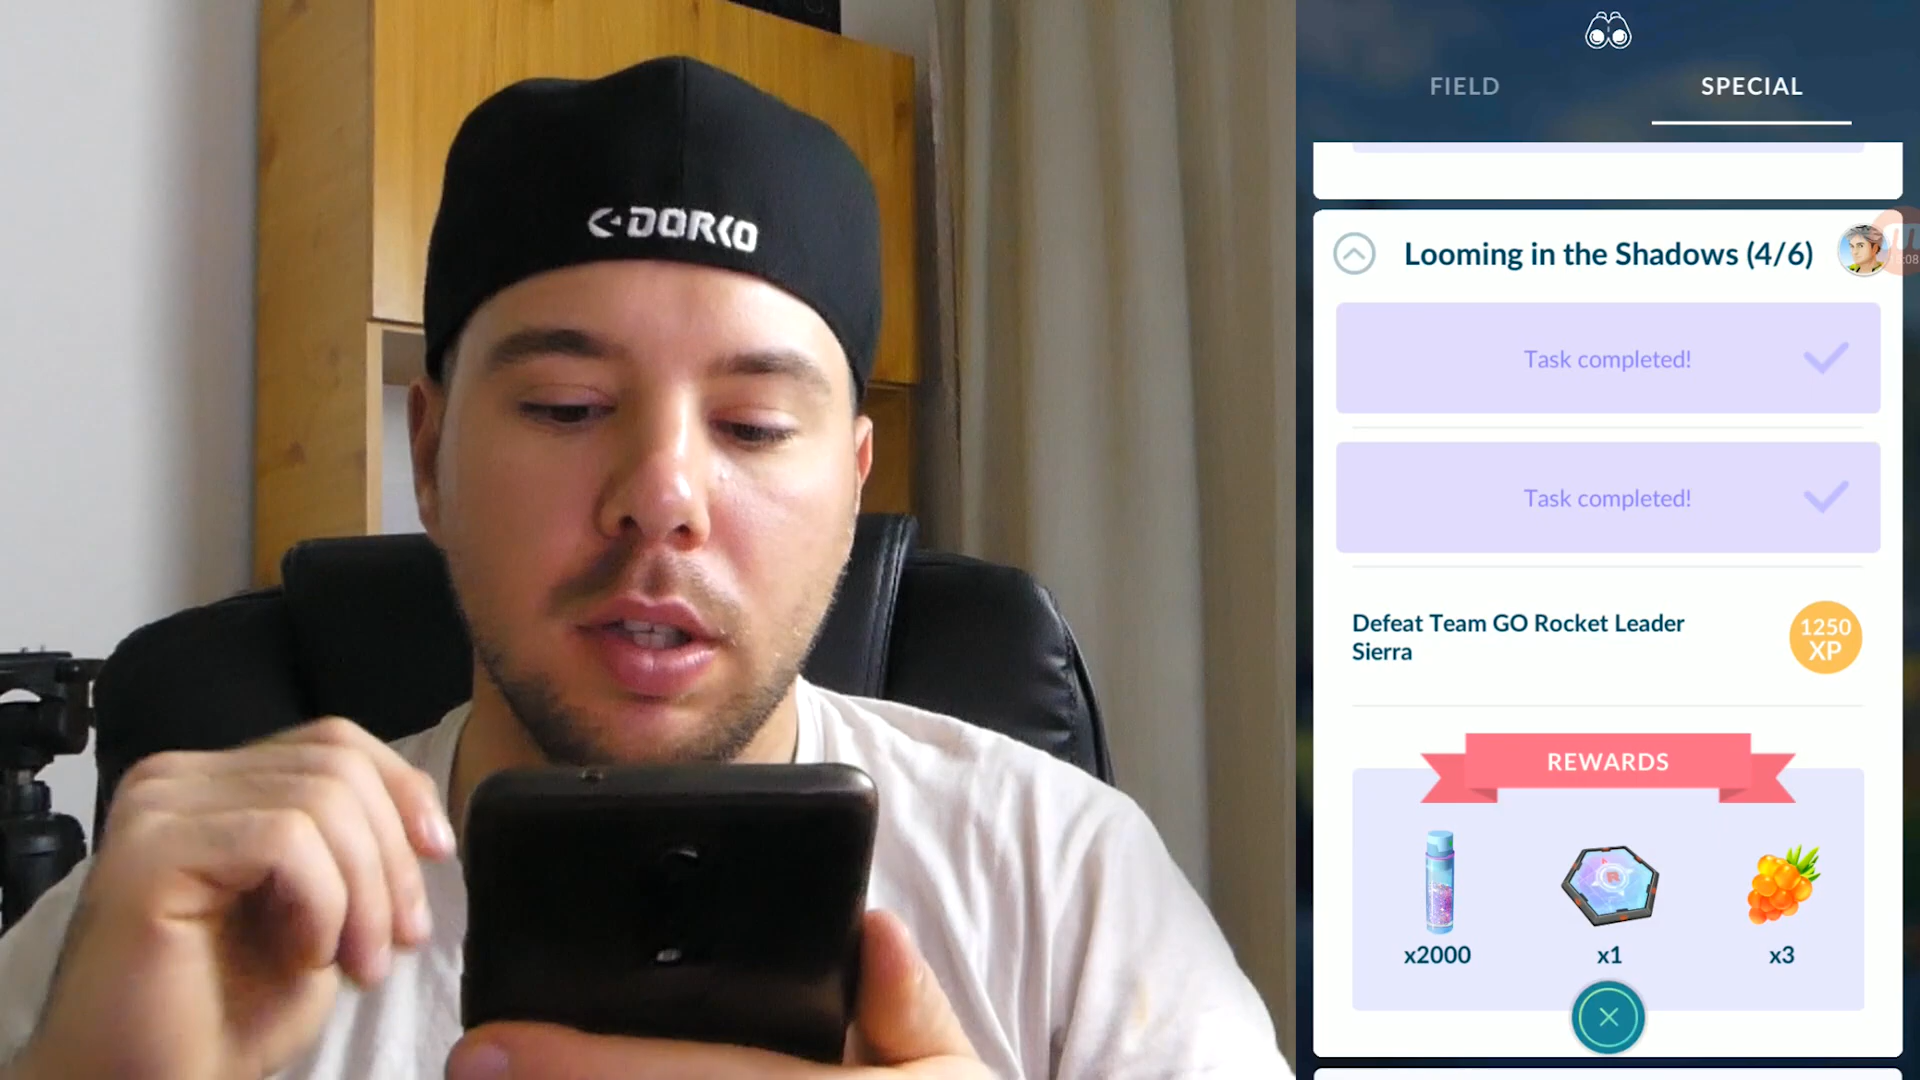 DORKO
FIELD
SPECIAL
Looming in the Shadows (4/6)
Task completed!
Task completed!
Defeat Team GO Rocket Leader
Sierra
1250
XP
REWARDS
R
x2000
x1
x3